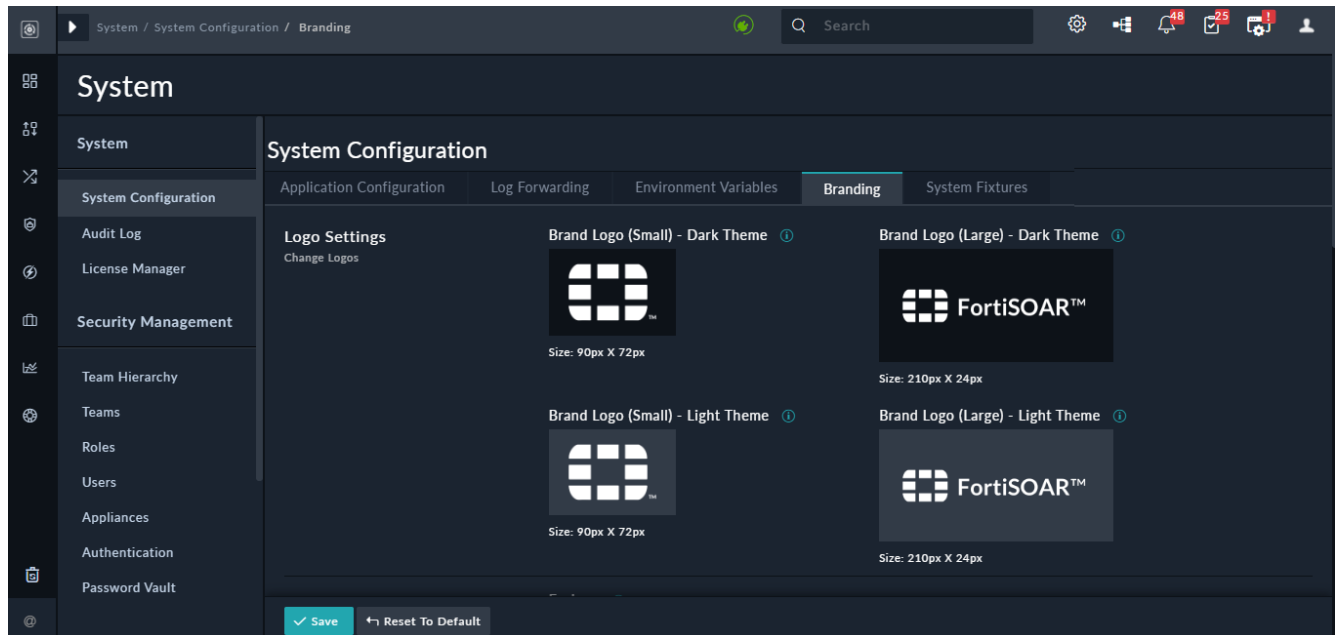 System / System Configuration / Branding
Search
48
25
!
System
System
System Configuration
Audit Log
License Manager
Security Management
Team Hierarchy
Teams
Roles
Users
Appliances
Authentication
Password Vault
@
System Configuration
Application Configuration Log Forwarding Environment Variables Branding System Fixtures
Logo Settings
Change Logos
Brand Logo (Small) - Dark Theme
TM
Size: 90px X 72px
Brand Logo (Large) - Dark Theme
FortiSOAR™
Size: 210px X 24px
Brand Logo (Small) - Light Theme
TM
Size: 90px X 72px
Brand Logo (Large) - Light Theme
FortiSOAR™
Size: 210px X 24px
Save Reset To Default